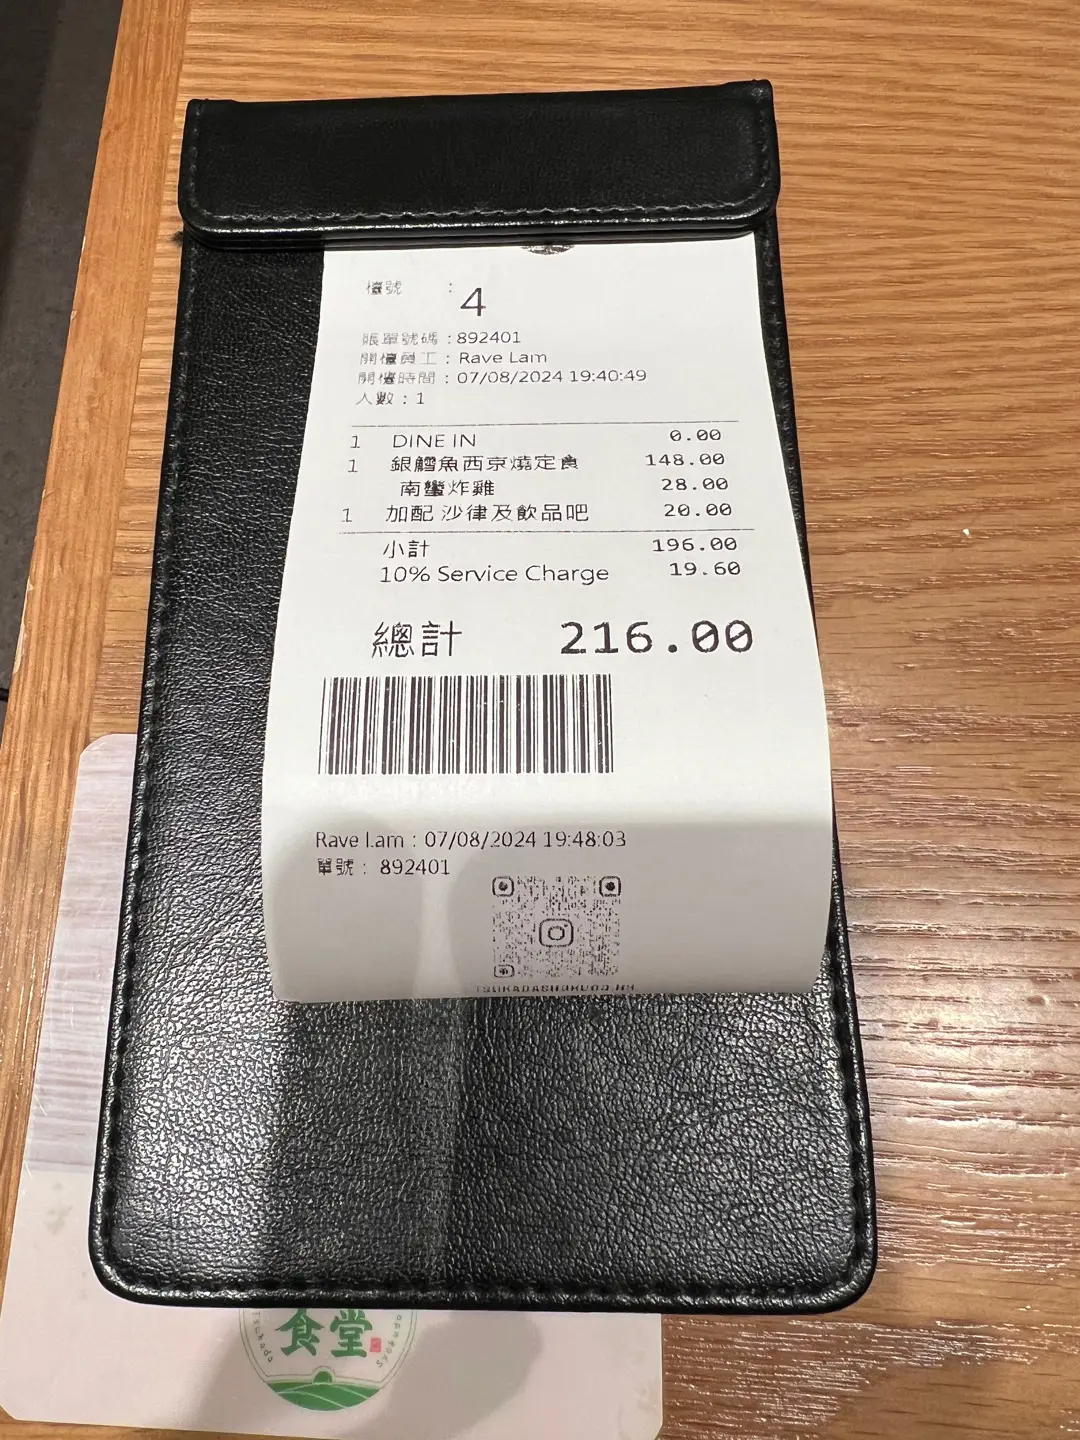 檯號 : 4
賬單號碼 : 892401
開檯員工 : Rave Lam
開檯時間 : 07/08/2024 19:40:49
人數 : 1
1 DINE IN 0.00
1 銀鱈魚西京燒定食 148.00
南蠻炸雞 28.00
1 加配 沙律及飲品吧 20.00
小計 196.00
10% Service Charge 19.60
總計 216.00
Rave Lam : 07/08/2024 19:48:03
單號 : 892401
食堂
Tsukada